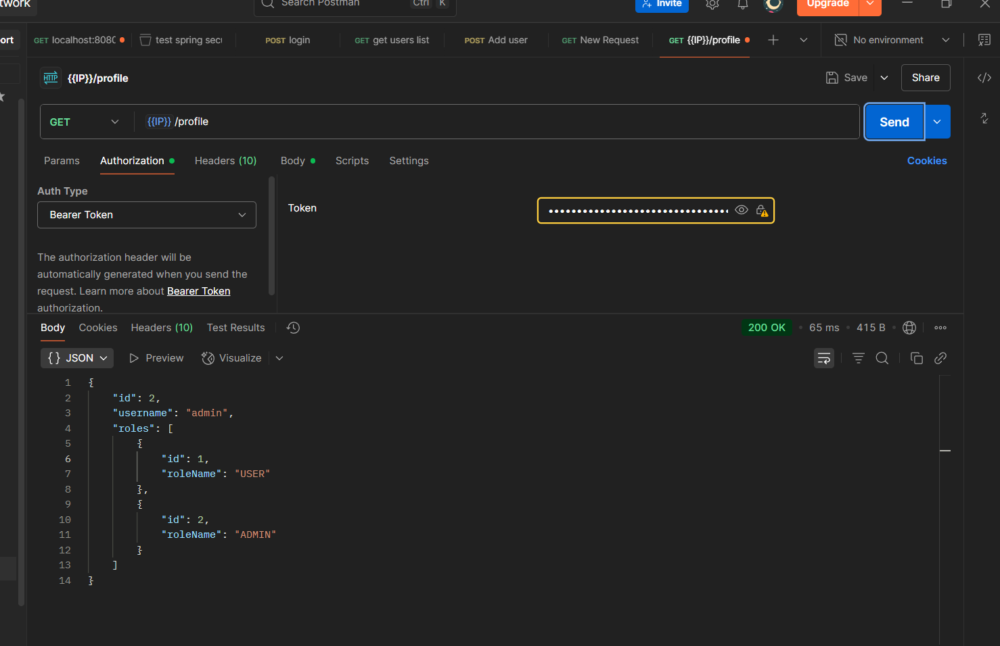 twork
Search Postman Ctrl K
Invite
Upgrade
ort
GET localhost:808
test spring sec
POST login
GET get users list
POST Add user
GET New Request
GET {{IP}}/profile
No environment
HTTP {{IP}}/profile
Save
Share
GET {{IP}} /profile
Send
Params Authorization Headers (10) Body Scripts Settings Cookies
Auth Type
Bearer Token
Token
The authorization header will be
automatically generated when you send the
request. Learn more about Bearer Token
authorization.
Body Cookies Headers (10) Test Results
200 OK • 65 ms • 415 B
{} JSON Preview Visualize
1 {
2 "id": 2,
3 "username": "admin",
4 "roles": [
5 {
6 "id": 1,
7 "roleName": "USER"
8 },
9 {
10 "id": 2,
11 "roleName": "ADMIN"
12 }
13 ]
14 }